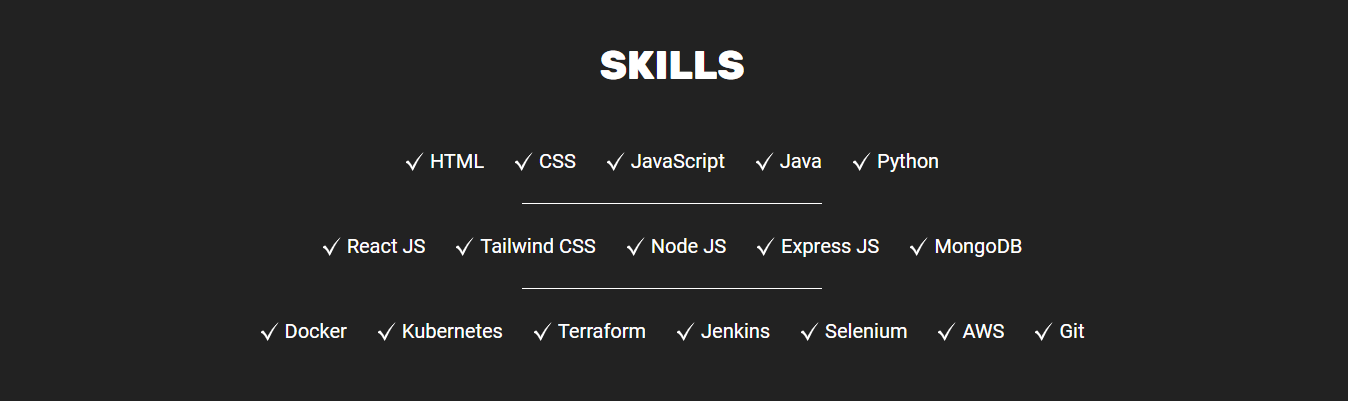 SKILLS
✓ HTML ✓ CSS ✓ JavaScript ✓ Java ✓ Python
✓ React JS ✓ Tailwind CSS ✓ Node JS ✓ Express JS ✓ MongoDB
✓ Docker ✓ Kubernetes ✓ Terraform ✓ Jenkins ✓ Selenium ✓ AWS ✓ Git